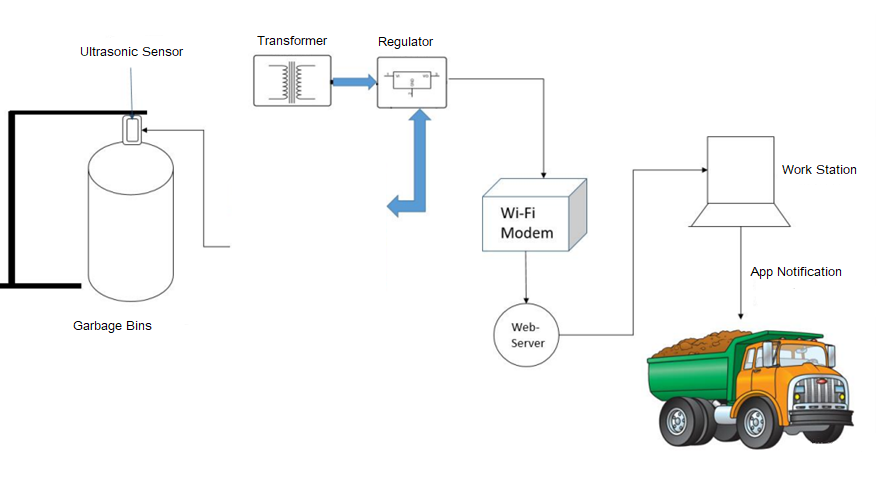 Ultrasonic Sensor
Transformer
Regulator
Wi-Fi
Modem
Work Station
App Notification
Web-
Server
Garbage Bins